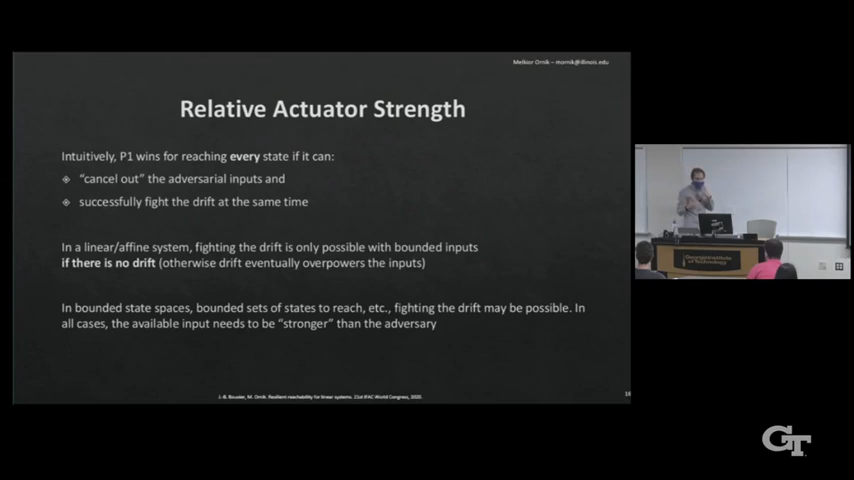 Melkior Ornik – mornik@illinois.edu
Relative Actuator Strength
Intuitively, P1 wins for reaching every state if it can:
"cancel out" the adversarial inputs and
successfully fight the drift at the same time
In a linear/affine system, fighting the drift is only possible with bounded inputs
if there is no drift (otherwise drift eventually overpowers the inputs)
In bounded state spaces, bounded sets of states to reach, etc., fighting the drift may be possible. In
all cases, the available input needs to be "stronger" than the adversary
J.-B. Bouvier, M. Ornik. Resilient reachability for linear systems. 21st IFAC World Congress, 2020.
Georgia Institute
of Technology
GT